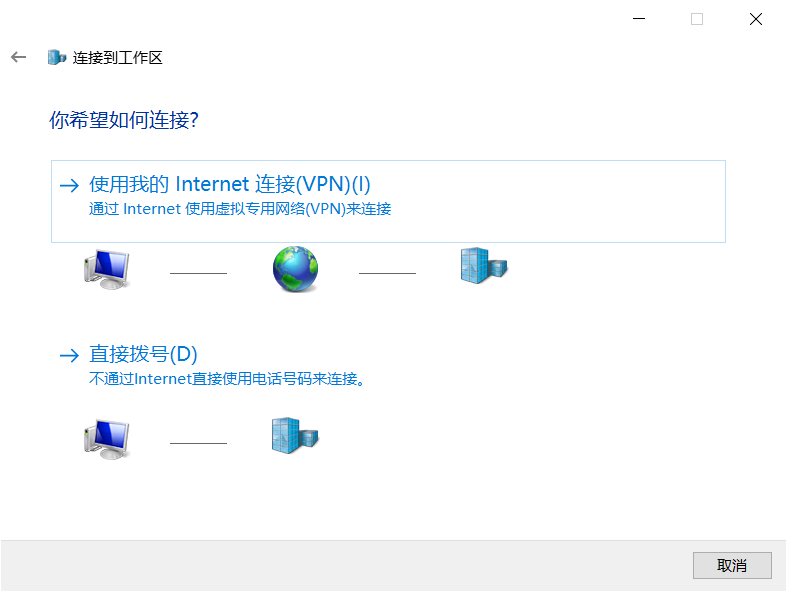 连接到工作区
你希望如何连接?
使用我的 Internet 连接(VPN)(I)
通过 Internet 使用虚拟专用网络(VPN)来连接
直接拨号(D)
不通过Internet直接使用电话号码来连接。
取消